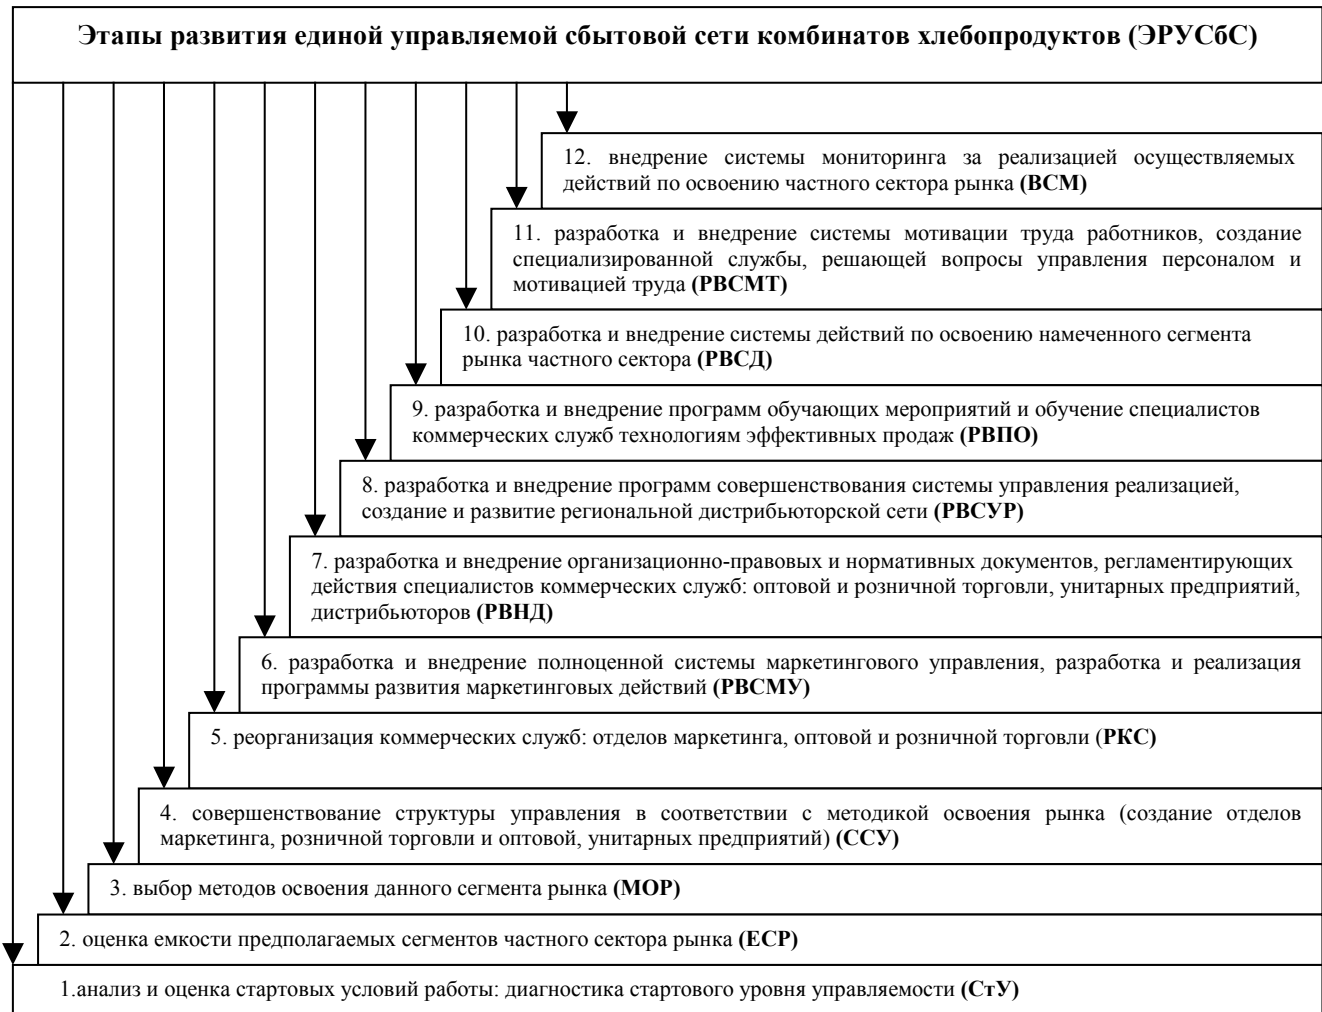 Этапы развития единой управляемой сбытовой сети комбинатов хлебопродуктов (ЭРУСбС)
12. внедрение системы мониторинга за реализацией осуществляемых
действий по освоению частного сектора рынка (ВСМ)
11. разработка и внедрение системы мотивации труда работников, создание
специализированной службы, решающей вопросы управления персоналом и
мотивацией труда (РВСМТ)
10. разработка и внедрение системы действий по освоению намеченного сегмента
рынка частного сектора (РВСД)
9. разработка и внедрение программ обучающих мероприятий и обучение специалистов
коммерческих служб технологиям эффективных продаж (РВПО)
8. разработка и внедрение программ совершенствования системы управления реализацией,
создание и развитие региональной дистрибьюторской сети (РВСУР)
7. разработка и внедрение организационно-правовых и нормативных документов, регламентирующих
действия специалистов коммерческих служб: оптовой и розничной торговли, унитарных предприятий,
дистрибьюторов (РВНД)
6. разработка и внедрение полноценной системы маркетингового управления, разработка и реализация
программы развития маркетинговых действий (РВСМУ)
5. реорганизация коммерческих служб: отделов маркетинга, оптовой и розничной торговли (РКС)
4. совершенствование структуры управления в соответствии с методикой освоения рынка (создание отделов
маркетинга, розничной торговли и оптовой, унитарных предприятий) (ССУ)
3. выбор методов освоения данного сегмента рынка (МОР)
2. оценка емкости предполагаемых сегментов частного сектора рынка (ЕСР)
1.анализ и оценка стартовых условий работы: диагностика стартового уровня управляемости (СтУ)